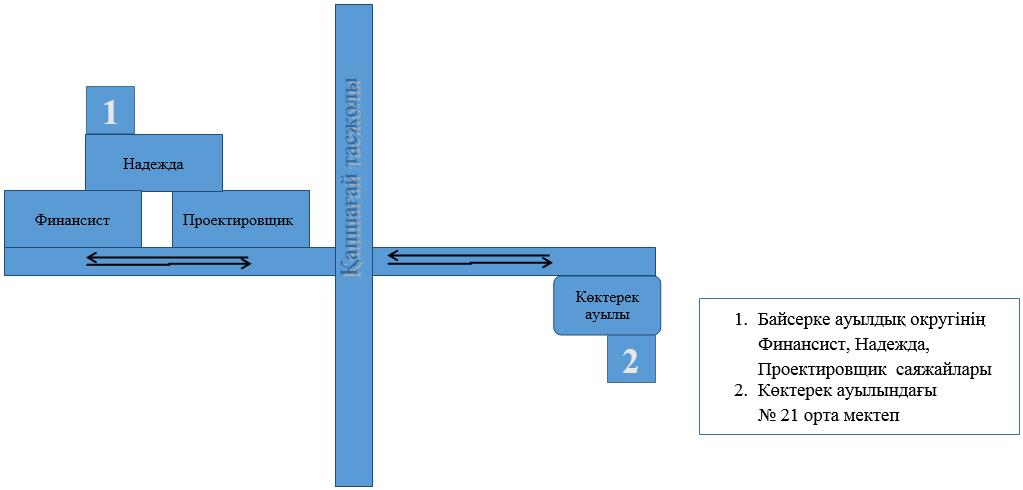 Қапшағай тасжолы
1
Надежда
Финансист
Проектировщик
Көктерек
ауылы
2
1. Байсерке ауылдық округінің
Финансист, Надежда,
Проектировщик саяжайлары
2. Көктерек ауылындағы
№ 21 орта мектеп